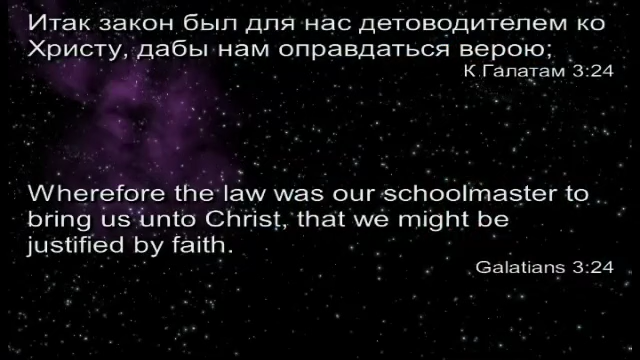 Итак закон был для нас детоводителем ко
Христу, дабы нам оправдаться верою;
К Галатам 3:24
Wherefore the law was our schoolmaster to
bring us unto Christ, that we might be
justified by faith.
Galatians 3:24